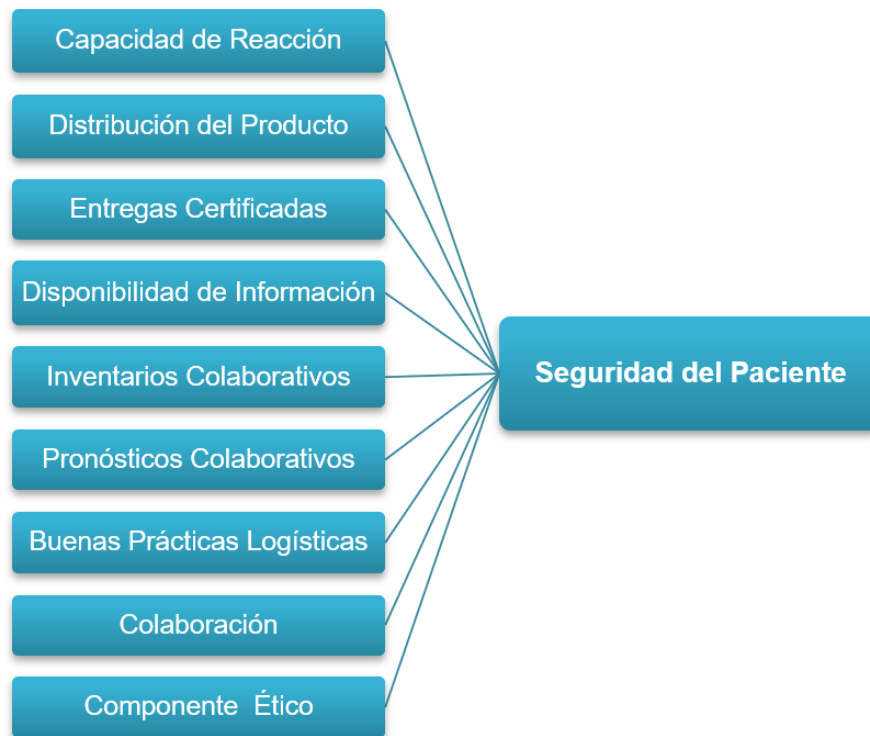 Capacidad de Reacción
Distribución del Producto
Entregas Certificadas
Disponibilidad de Información
Inventarios Colaborativos
Seguridad del Paciente
Pronósticos Colaborativos
Buenas Prácticas Logísticas
Colaboración
Componente Ético